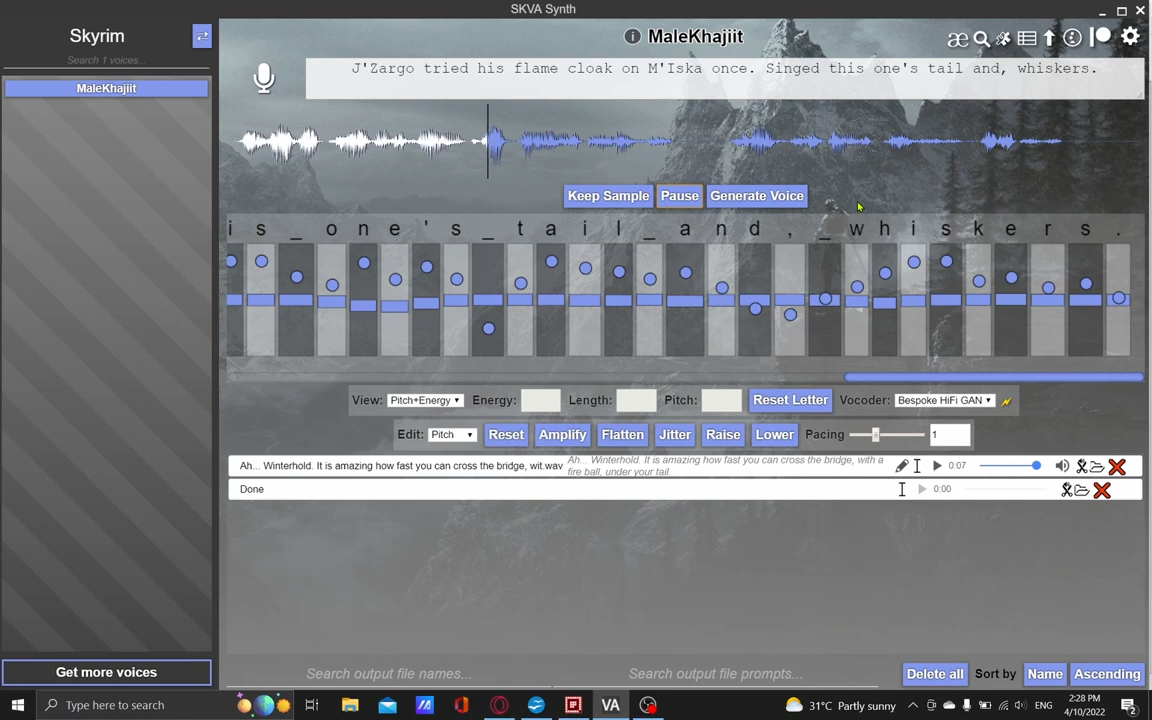 SKVA Synth
Skyrim
Search 1 voices...
MaleKhajiit
i MaleKhajiit
æ
J'Zargo tried his flame cloak on M'Iska once. Singed this one's tail and, whiskers.
Keep Sample Pause Generate Voice
i s _ o n e ' s _ t a i l _ a n d , _ w h i s k e r s .
View: Pitch+Energy Energy: Length: Pitch: Reset Letter Vocoder: Bespoke HiFi GAN
Edit: Pitch Reset Amplify Flatten Jitter Raise Lower Pacing 1
Ah... Winterhold. It is amazing how fast you can cross the bridge, wit.wav
Ah... Winterhold. It is amazing how fast you can cross the bridge, with a
fire ball, under your tail.
0:07
Done 0:00
Get more voices
Search output file names... Search output file prompts... Delete all Sort by Name Ascending
Type here to search
VA
31°C Partly sunny
ENG
2:28 PM
4/10/2022
2